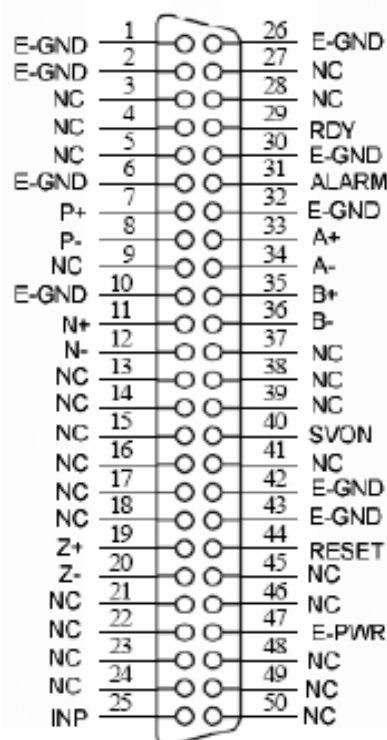 1 26
E-GND E-GND
2 27
E-GND NC
3 28
NC NC
4 29
NC RDY
5 30
NC E-GND
6 31
E-GND ALARM
7 32
P+ E-GND
8 33
P- A+
9 34
NC A-
10 35
E-GND B+
11 36
N+ B-
12 37
N- NC
13 38
NC NC
14 39
NC NC
15 40
NC SVON
16 41
NC NC
17 42
NC E-GND
18 43
NC E-GND
19 44
Z+ RESET
20 45
Z- NC
21 46
NC NC
22 47
NC E-PWR
23 48
NC NC
24 49
NC NC
25 50
INP NC